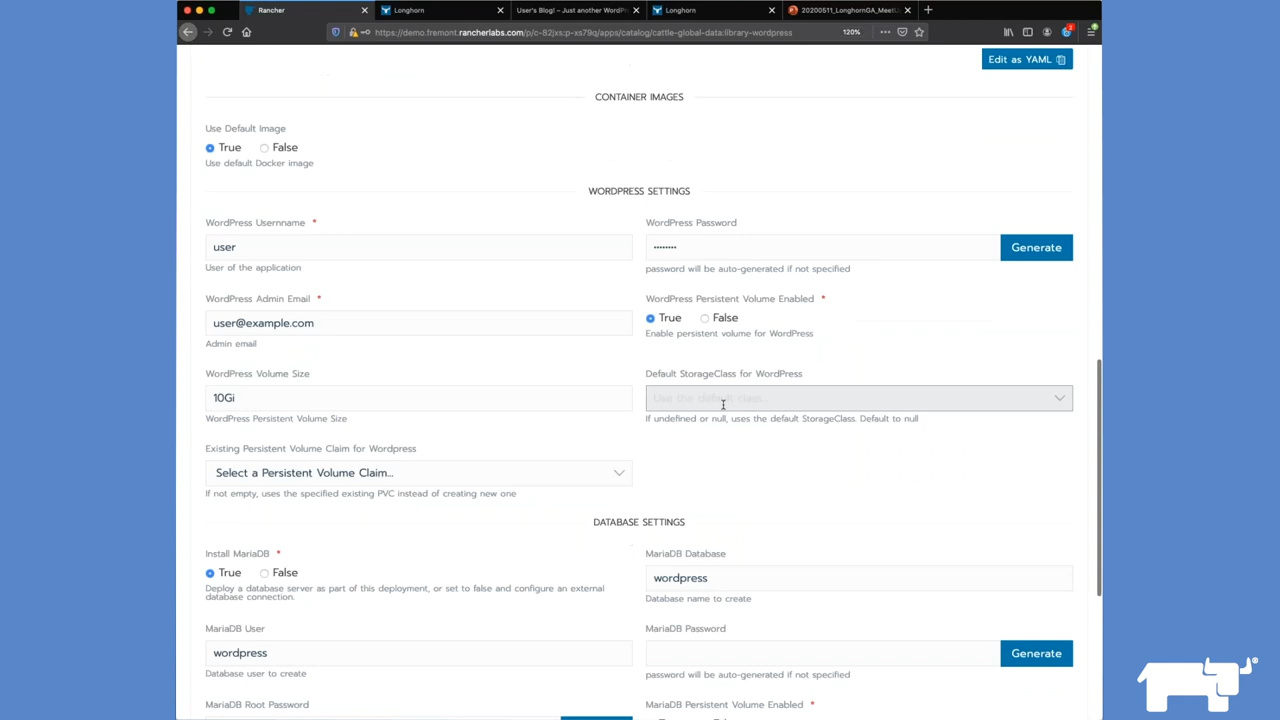 Rancher
Longhorn
User's Blog! – Just another WordPr
Longhorn
20200511_LonghornGA_MeetU
https://demo.fremont.rancherlabs.com/p/c-82jxs:p-xs79q/apps/catalog/cattle-global-data:library-wordpress
120%
2
Edit as YAML
CONTAINER IMAGES
Use Default Image
True False
Use default Docker image
WORDPRESS SETTINGS
WordPress Username *
user
User of the application
WordPress Password
password will be auto-generated if not specified
Generate
WordPress Admin Email *
user@example.com
Admin email
WordPress Persistent Volume Enabled *
True False
Enable persistent volume for WordPress
WordPress Volume Size
10Gi
WordPress Persistent Volume Size
Default StorageClass for WordPress
Use the default class...
If undefined or null, uses the default StorageClass. Default to null
Existing Persistent Volume Claim for Wordpress
Select a Persistent Volume Claim...
If not empty, uses the specified existing PVC instead of creating new one
DATABASE SETTINGS
Install MariaDB *
True False
Deploy a database server as part of this deployment, or set to false and configure an external
database connection.
MariaDB Database
wordpress
Database name to create
MariaDB User
wordpress
Database user to create
MariaDB Password
Generate
password will be auto-generated if not specified
MariaDB Root Password
MariaDB Persistent Volume Enabled *